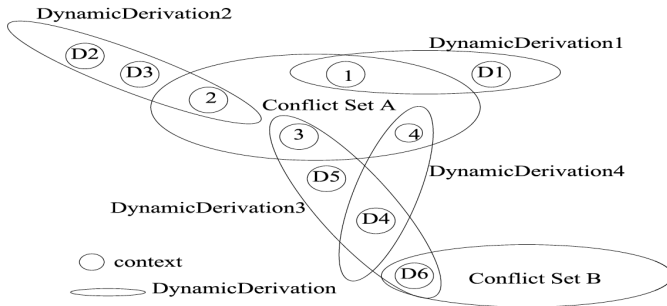 DynamicDerivation2
DynamicDerivation1
D2
D3
1
D1
2
Conflict Set A
3
4
D5
DynamicDerivation4
DynamicDerivation3
D4
context
D6
Conflict Set B
DynamicDerivation